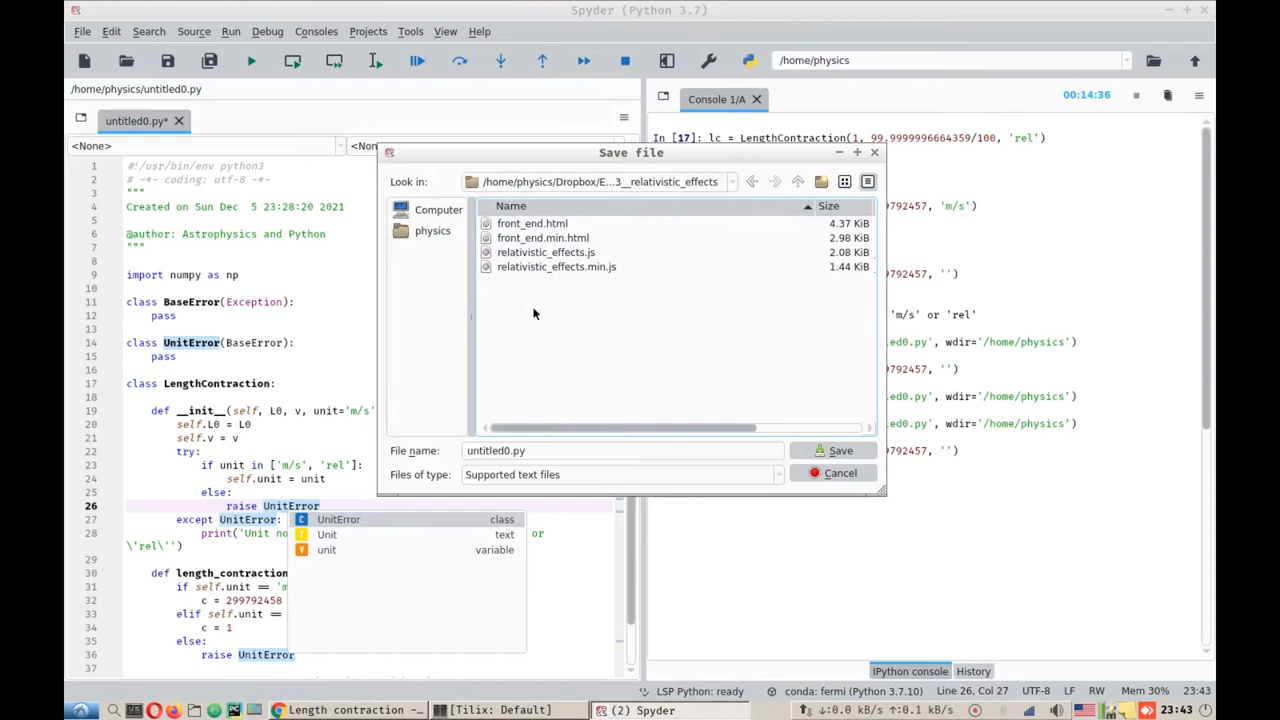 Spyder (Python 3.7)
File Edit Search Source Run Debug Consoles Projects Tools View Help
/home/physics
/home/physics/untitled0.py
untitled0.py*
Console 1/A
00:14:36
<None>
<Non
1 #!/usr/bin/env python3
2 # -*- coding: utf-8 -*-
3 """
4 Created on Sun Dec  5 23:28:20 2021
5
6 @author: Astrophysics and Python
7 """
8
9 import numpy as np
10
11 class BaseError(Exception):
12 pass
13
14 class UnitError(BaseError):
15 pass
16
17 class LengthContraction:
18
19 def __init__(self, L0, v, unit='m/s'
20 self.L0 = L0
21 self.v = v
22 try:
23 if unit in ['m/s', 'rel']:
24 self.unit = unit
25 else:
26 raise UnitError
27 except UnitError:
28 print('Unit no or
\'rel\'')
29
30 def length_contraction
31 if self.unit == 'm
32 c = 299792458
33 elif self.unit ==
34 c = 1
35 else:
36 raise UnitError
37
UnitError class
Unit text
unit variable
In [17]: lc = LengthContraction(1, 99.9999996664359/100, 'rel')
9792457, 'm/s')
9792457, '')
'm/s' or 'rel'
ed0.py', wdir='/home/physics')
9792457, '')
ed0.py', wdir='/home/physics')
ed0.py', wdir='/home/physics')
9792457, '')
Save file
Look in: /home/physics/Dropbox/E...3__relativistic_effects
Computer
physics
Name Size
front_end.html 4.37 KiB
front_end.min.html 2.98 KiB
relativistic_effects.js 2.08 KiB
relativistic_effects.min.js 1.44 KiB
File name: untitled0.py Save
Files of type: Supported text files Cancel
IPython console History
LSP Python: ready conda: fermi (Python 3.7.10) Line 26, Col 27 UTF-8 LF RW Mem 30% 23:43
Length contraction –... [Tilix: Default] (2) Spyder ↓:0.0 kB ↑:0.1 kB 23:43